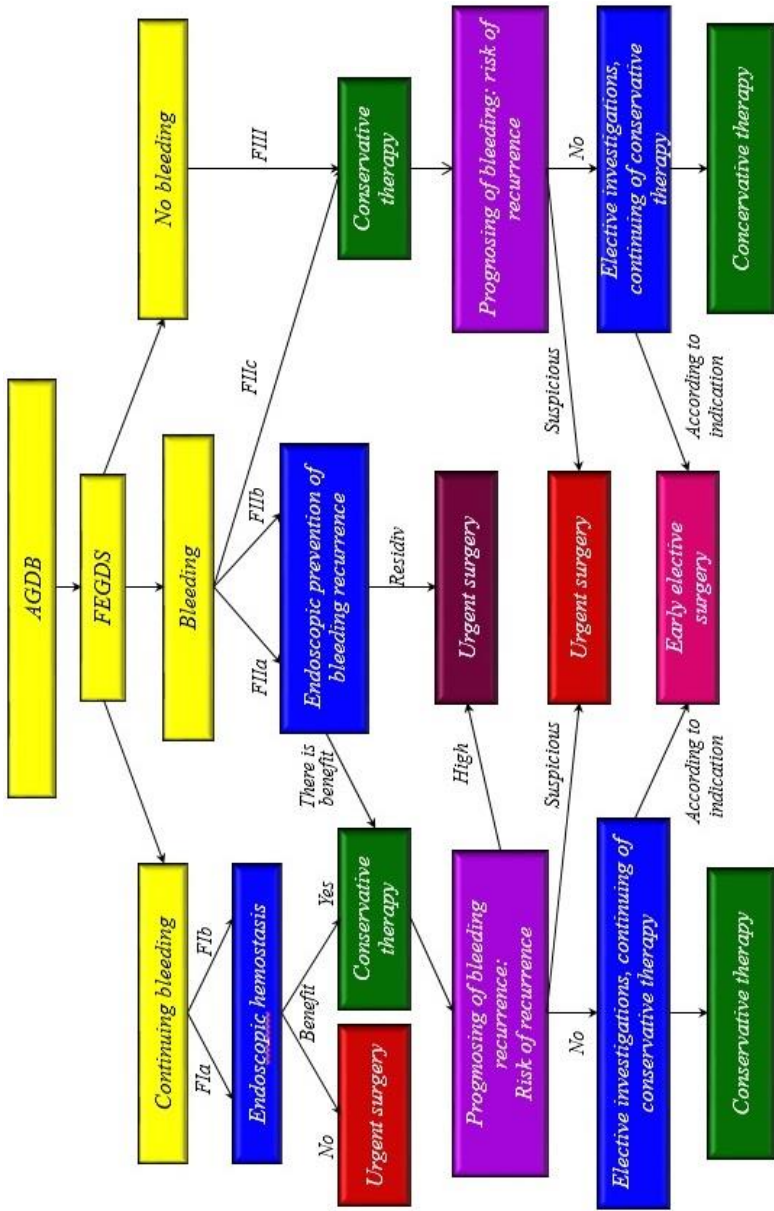 AGDB
FEGDS
Continuing bleeding
Bleeding
No bleeding
FIa
FIb
FIIa
FIIb
FIIc
FIII
Endoscopic hemostasis
Endoscopic prevention of
bleeding recurrence
Conservative
therapy
No
Benefit
Yes
There is
benefit
Residiv
Urgent surgery
Conservative
therapy
Prognosing of bleeding: risk of
recurrence
High
Urgent surgery
Progmosing of bleeding
recurrence:
Risk of recurrence
Suspicious
Suspicious
No
No
Urgent surgery
Elective investigations, continuing of
conservative therapy
Elective investigations,
continuing of conservative
therapy
According to
indication
According to
indication
Early elective
surgery
Conservative therapy
Concervative therapy